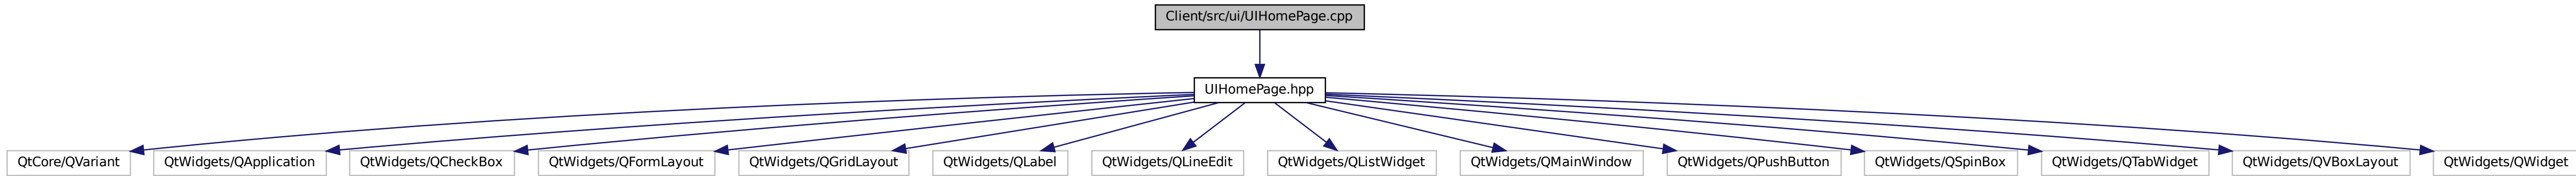 Client/src/ui/UIHomePage.cpp
UIHomePage.hpp
QtCore/QVariant
QtWidgets/QApplication
QtWidgets/QCheckBox
QtWidgets/QFormLayout
QtWidgets/QGridLayout
QtWidgets/QLabel
QtWidgets/QLineEdit
QtWidgets/QListWidget
QtWidgets/QMainWindow
QtWidgets/QPushButton
QtWidgets/QSpinBox
QtWidgets/QTabWidget
QtWidgets/QVBoxLayout
QtWidgets/QWidget